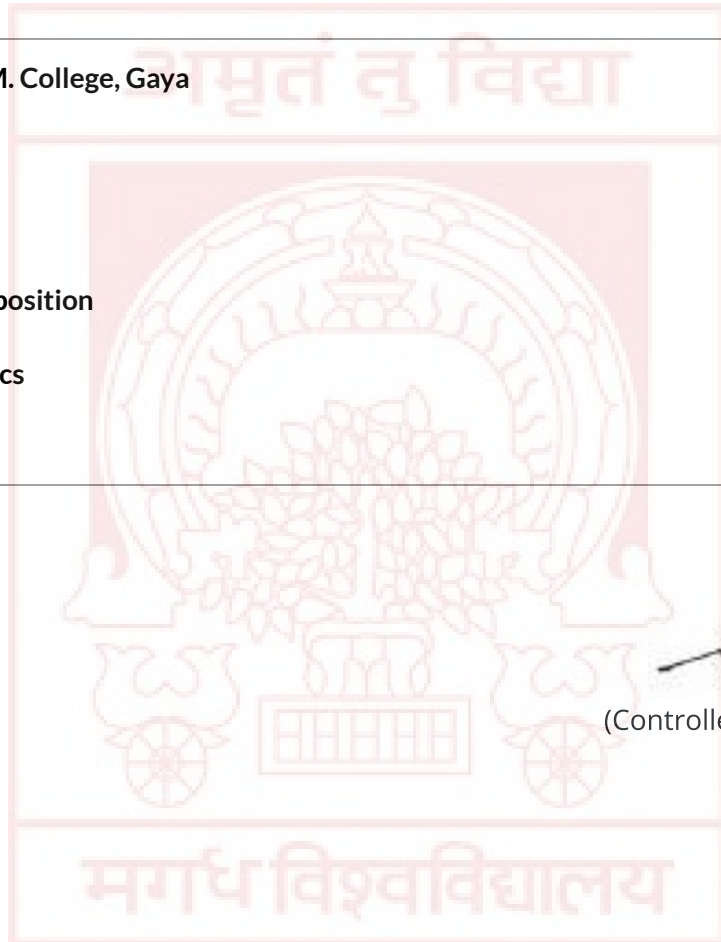 अमृतं तु विद्या
M. College, Gaya
position
cs
(Controlle
मगध विश्वविद्यालय